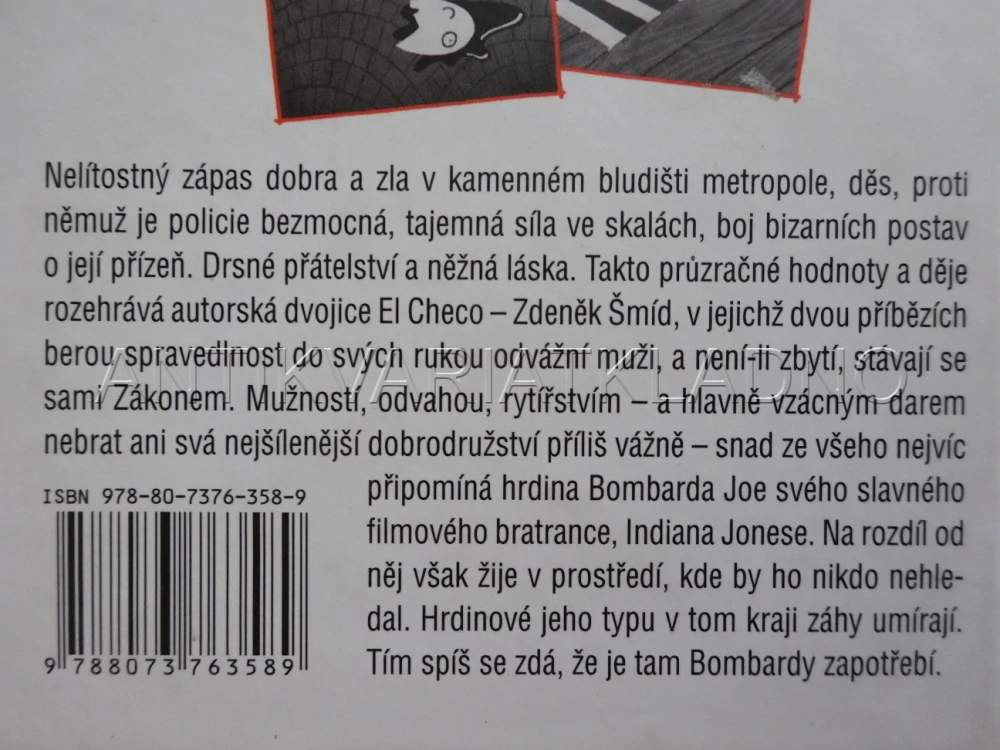 Nelítostný zápas dobra a zla v kamenném bludišti metropole, děs, proti
němuž je policie bezmocná, tajemná síla ve skalách, boj bizarních postav
o její přízeň. Drsné přátelství a něžná láska. Takto průzračné hodnoty a děje
rozehrává autorská dvojice El Checo – Zdeněk Šmíd, v jejichž dvou příbězích
berou spravedlnost do svých rukou odvážní muži, a není-li zbytí, stávají se
ANTIKVARIATKLADNO
sami Zákonem. Mužností, odvahou, rytířstvím – a hlavně vzácným darem
nebrat ani svá nejšílenější dobrodružství příliš vážně – snad ze všeho nejvíc
připomíná hrdina Bombarda Joe svého slavného
filmového bratrance, Indiana Jonese. Na rozdíl od
něj však žije v prostředí, kde by ho nikdo nehle-
dal. Hrdinové jeho typu v tom kraji záhy umírají.
Tím spíš se zdá, že je tam Bombardy zapotřebí.
ISBN 978-80-7376-358-9
9 788073 763589